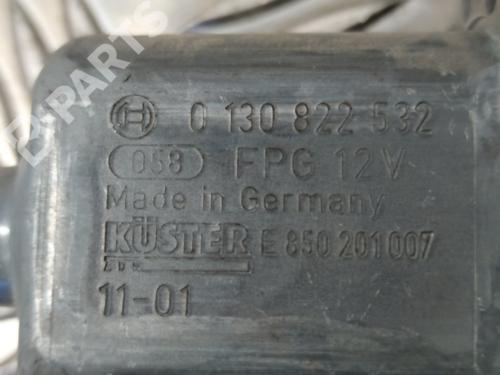 B-PARTS
0 130 822 532
058 FPG 12V
Made in Germany
KÜSTER E 850 201 007
11-01